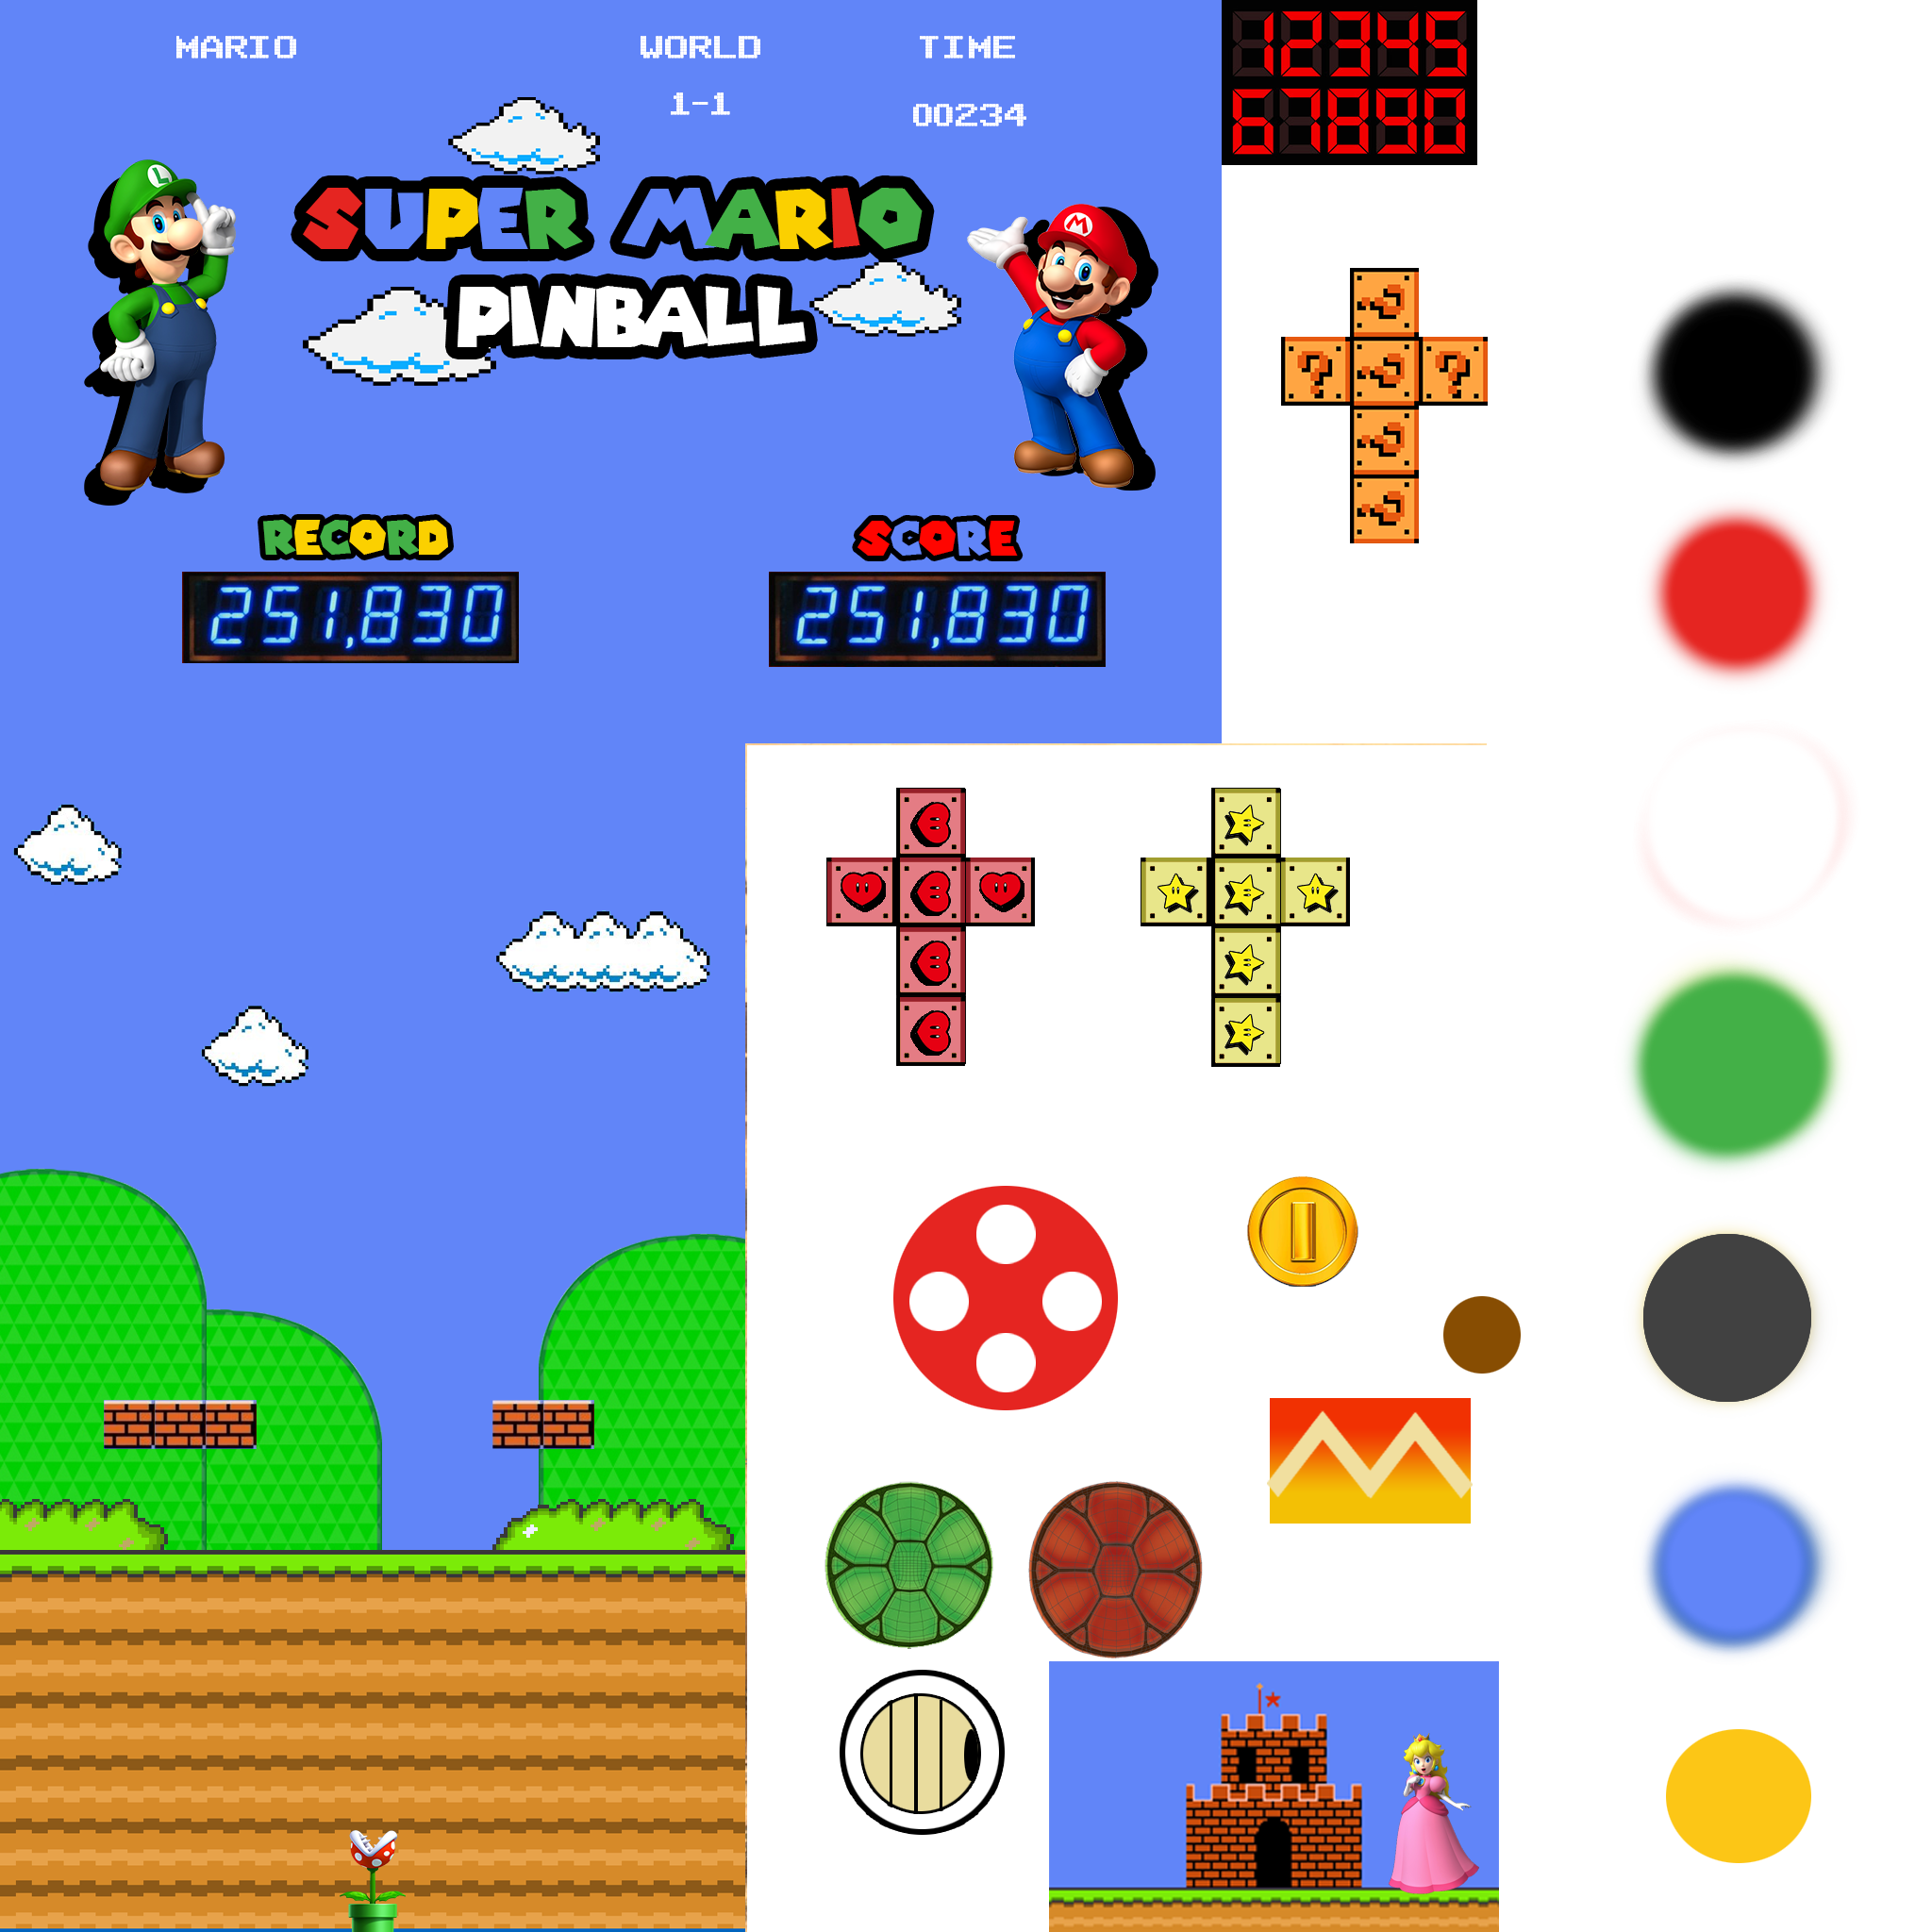 MARIO WORLD TIME
1-1 00234
12345
67890
SUPER MARIO
PINBALL
RECORD SCORE
251,830 251,830
? 
? ? ?
?
?